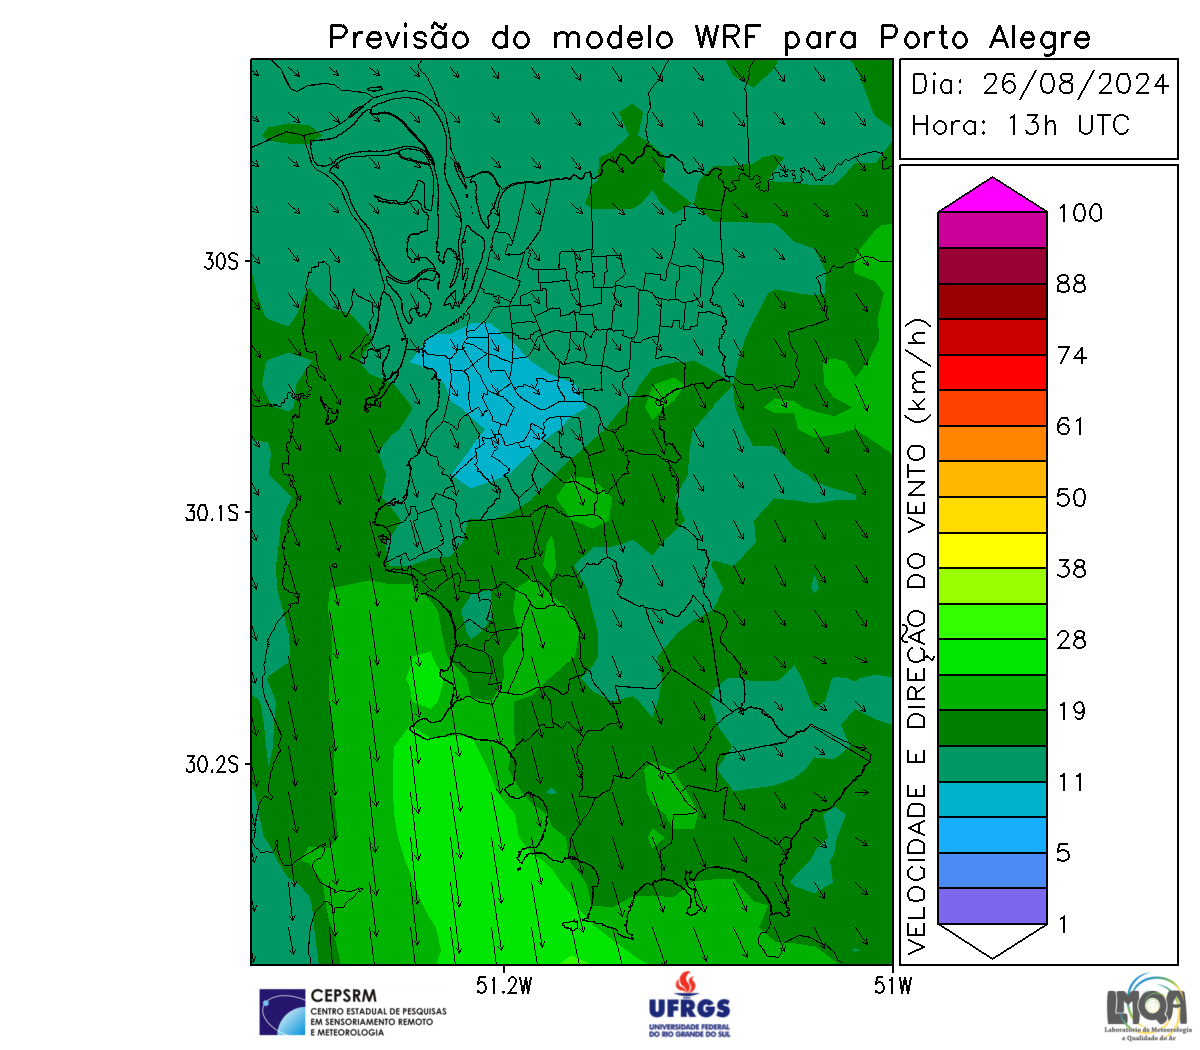 Previsão do modelo WRF para Porto Alegre
Dia: 26/08/2024
Hora: 13h UTC
30S
30.1S
30.2S
51.2W
51W
VELOCIDADE E DIREÇÃO DO VENTO (km/h)
100
88
74
61
50
38
28
19
11
5
1
CEPSRM
CENTRO ESTADUAL DE PESQUISAS
EM SENSORIAMENTO REMOTO
E METEOROLOGIA
UFRGS
UNIVERSIDADE FEDERAL
DO RIO GRANDE DO SUL
LMQA
Laboratório de Meteorologia
e Qualidade do Ar